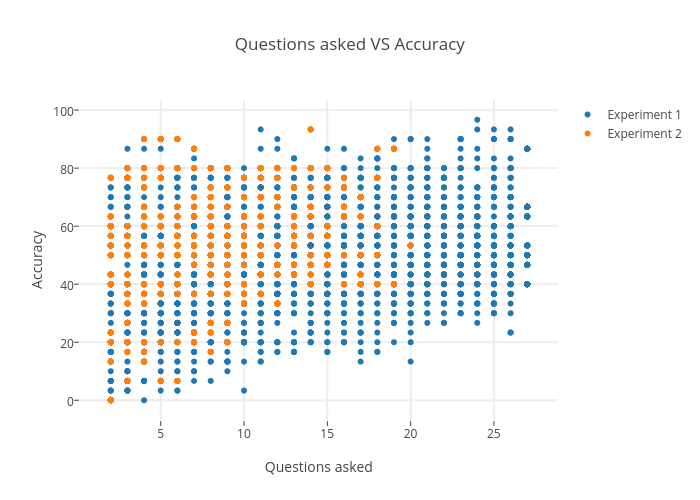 Questions asked VS Accuracy
Experiment 1
Experiment 2
100
80
60
40
20
0
Accuracy
5
10
15
20
25
Questions asked